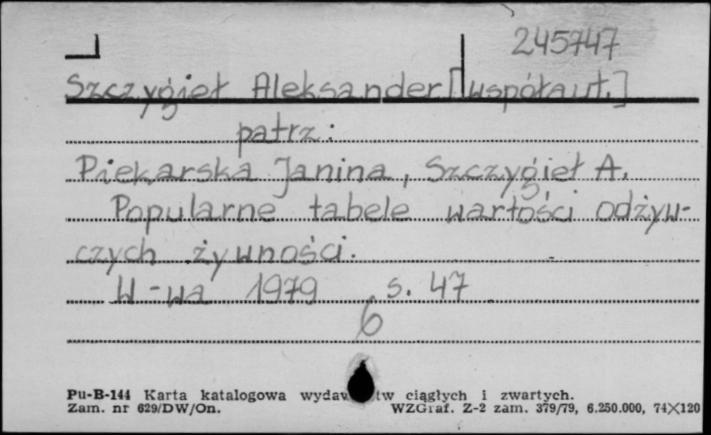 245747
Szczygieł Aleksander [współaut.]
patrz:
Piekarska Janina, Szczygieł A.
Popularne tabele wartości odżyw-
czych żywności.
W-wa 1979 s. 47
6
Pu-B-144 Karta katalogowa wydaw tw ciągłych i zwartych.
Zam. nr 629/DW/On. WZGraf. Z-2 zam. 379/79, 6.250.000, 74X120